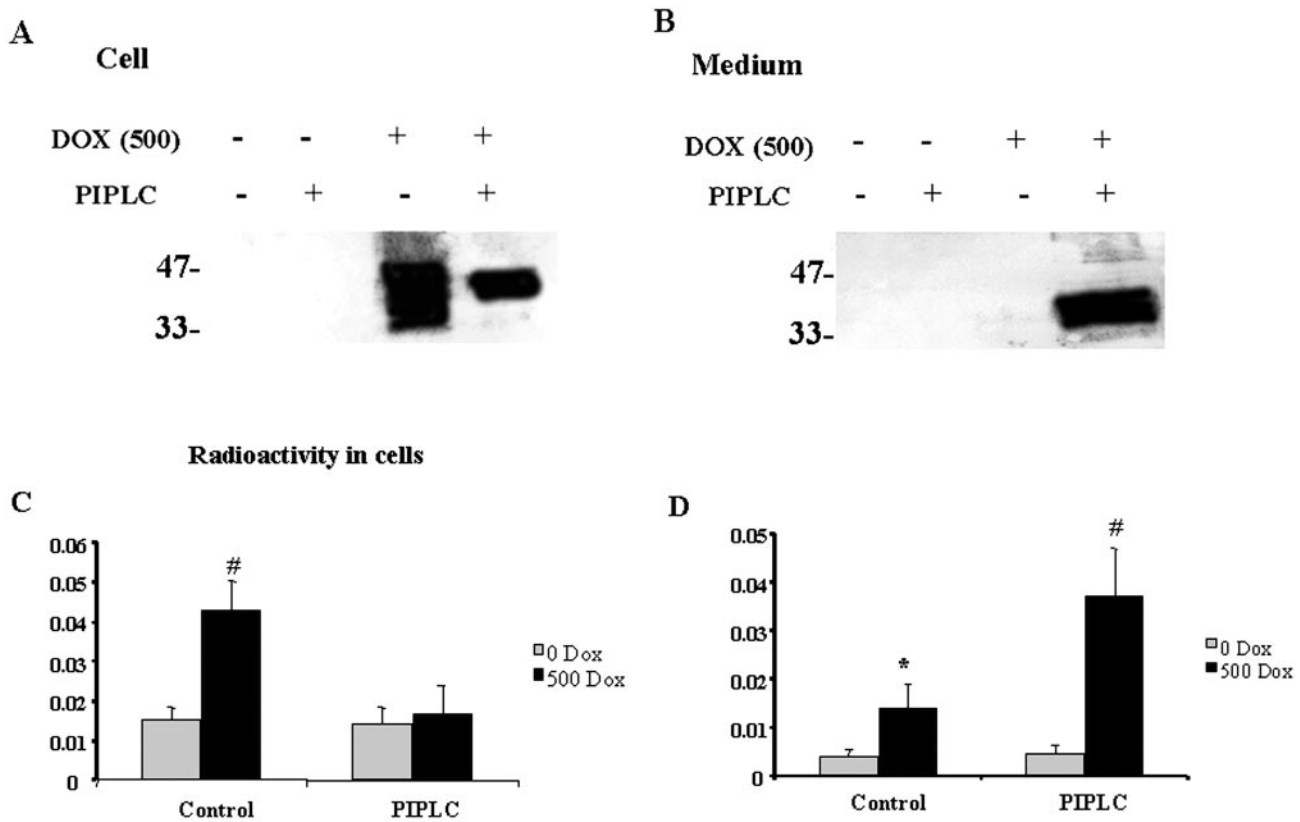 A
Cell
DOX (500) - - + +
PIPLC - + - +
47-
33-
B
Medium
DOX (500) - - + +
PIPLC - + - +
47-
33-
Radioactivity in cells
C
0.06
0.05
0.04
0.03
0.02
0.01
0
#
Control
PIPLC
0 Dox
500 Dox
D
0.05
0.04
0.03
0.02
0.01
0
*
#
Control
PIPLC
0 Dox
500 Dox